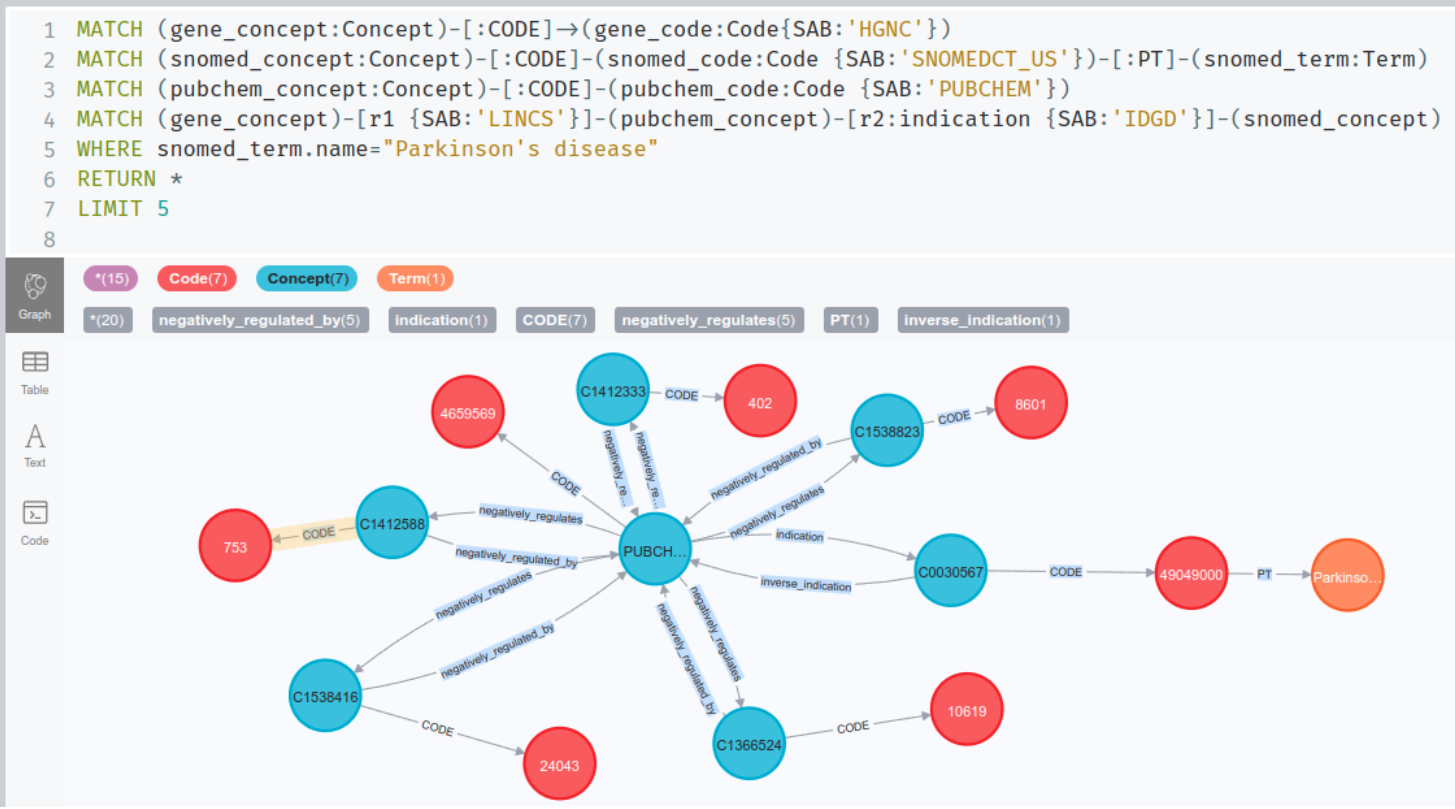 1 MATCH (gene_concept:Concept)-[:CODE]→(gene_code:Code{SAB:'HGNC'})
2 MATCH (snomed_concept:Concept)-[:CODE]-(snomed_code:Code {SAB:'SNOMEDCT_US'})-[:PT]-(snomed_term:Term)
3 MATCH (pubchem_concept:Concept)-[:CODE]-(pubchem_code:Code {SAB:'PUBCHEM'})
4 MATCH (gene_concept)-[r1 {SAB:'LINCS'}]-(pubchem_concept)-[r2:indication {SAB:'IDGD'}]-(snomed_concept)
5 WHERE snomed_term.name="Parkinson's disease"
6 RETURN *
7 LIMIT 5
8
*(15) Code(7) Concept(7) Term(1)
*(20) negatively_regulated_by(5) indication(1) CODE(7) negatively_regulates(5) PT(1) inverse_indication(1)
Graph
Table
Text
Code
C1412333
CODE
402
4659569
CODE
C1538823
CODE
8601
negatively_re...
negatively_re...
negatively_regulated_by
negatively_regulates
753
CODE
C1412588
negatively_regulates
negatively_regulated_by
PUBCH...
indication
inverse_indication
C0030567
CODE
49049000
PT
Parkinso...
negatively_regulates
negatively_regulated_by
negatively_regulates
negatively_regulated_by
C1538416
CODE
24043
C1366524
CODE
10619